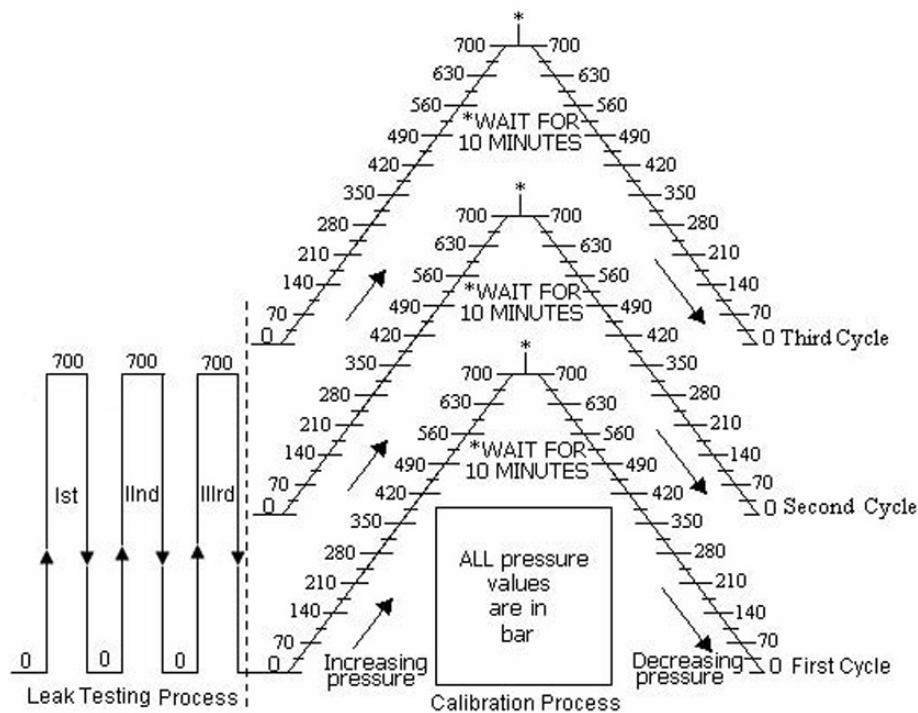 *
700 700
630 630
560 560
*WAIT FOR
10 MINUTES
490 490
420 420
350 350
280 280
210 210
140 140
70 70
0 0 Third Cycle
*
700 700
630 630
560 560
*WAIT FOR
10 MINUTES
490 490
420 420
350 350
280 280
210 210
140 140
70 70
0 0 Second Cycle
*
700 700
630 630
560 560
*WAIT FOR
10 MINUTES
490 490
420 420
350 350
280 280
210 210
140 140
70 70
0 0 First Cycle
700 700 700
Ist IInd IIIrd
0 0 0
Leak Testing Process
ALL pressure
values
are in
bar
Increasing
pressure
Decreasing
pressure
Calibration Process